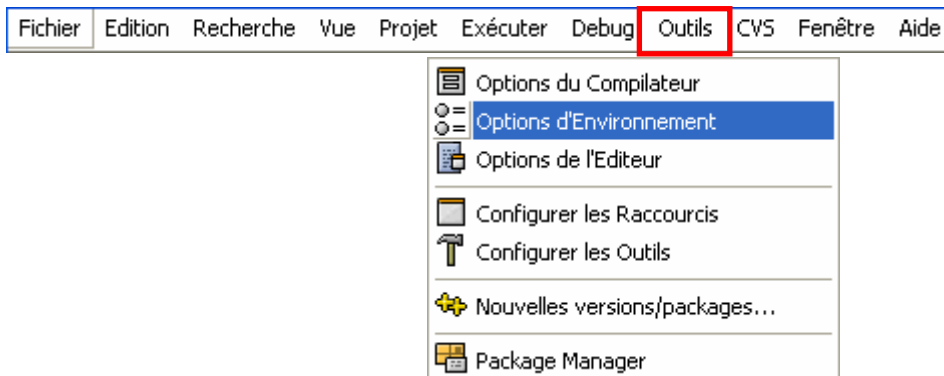 Fichier Edition Recherche Vue Projet Exécuter Debug Outils CVS Fenêtre Aide
Options du Compilateur
Options d'Environnement
Options de l'Editeur
Configurer les Raccourcis
Configurer les Outils
Nouvelles versions/packages...
Package Manager